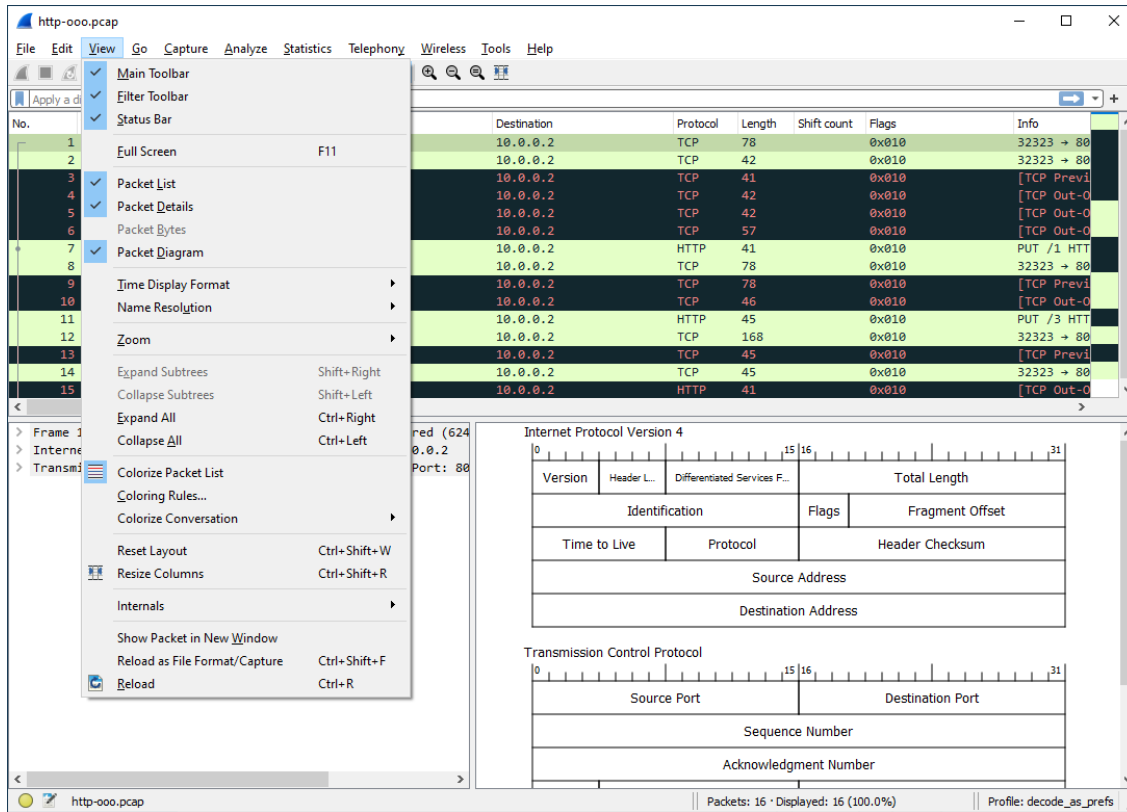 http-ooo.pcap
File Edit View Go Capture Analyze Statistics Telephony Wireless Tools Help
Apply a di
Main Toolbar
Filter Toolbar
Status Bar
Full Screen F11
Packet List
Packet Details
Packet Bytes
Packet Diagram
Time Display Format
Name Resolution
Zoom
Expand Subtrees Shift+Right
Collapse Subtrees Shift+Left
Expand All Ctrl+Right
Collapse All Ctrl+Left
Colorize Packet List
Coloring Rules...
Colorize Conversation
Reset Layout Ctrl+Shift+W
Resize Columns Ctrl+Shift+R
Internals
Show Packet in New Window
Reload as File Format/Capture Ctrl+Shift+F
Reload Ctrl+R
No. Destination Protocol Length Shift count Flags Info
1 10.0.0.2 TCP 78 0x010 32323 → 80
2 10.0.0.2 TCP 42 0x010 32323 → 80
3 10.0.0.2 TCP 41 0x010 [TCP Previ
4 10.0.0.2 TCP 42 0x010 [TCP Out-O
5 10.0.0.2 TCP 42 0x010 [TCP Out-O
6 10.0.0.2 TCP 57 0x010 [TCP Out-O
7 10.0.0.2 HTTP 41 0x010 PUT /1 HTT
8 10.0.0.2 TCP 78 0x010 32323 → 80
9 10.0.0.2 TCP 78 0x010 [TCP Previ
10 10.0.0.2 TCP 46 0x010 [TCP Out-O
11 10.0.0.2 HTTP 45 0x010 PUT /3 HTT
12 10.0.0.2 TCP 168 0x010 32323 → 80
13 10.0.0.2 TCP 45 0x010 [TCP Previ
14 10.0.0.2 TCP 45 0x010 32323 → 80
15 10.0.0.2 HTTP 41 0x010 [TCP Out-O
Frame 1 red (624
Interne 0.0.2
Transmi Port: 80
Internet Protocol Version 4
0 15 16 31
Version Header L... Differentiated Services F... Total Length
Identification Flags Fragment Offset
Time to Live Protocol Header Checksum
Source Address
Destination Address
Transmission Control Protocol
0 15 16 31
Source Port Destination Port
Sequence Number
Acknowledgment Number
http-ooo.pcap Packets: 16 · Displayed: 16 (100.0%) Profile: decode_as_prefs